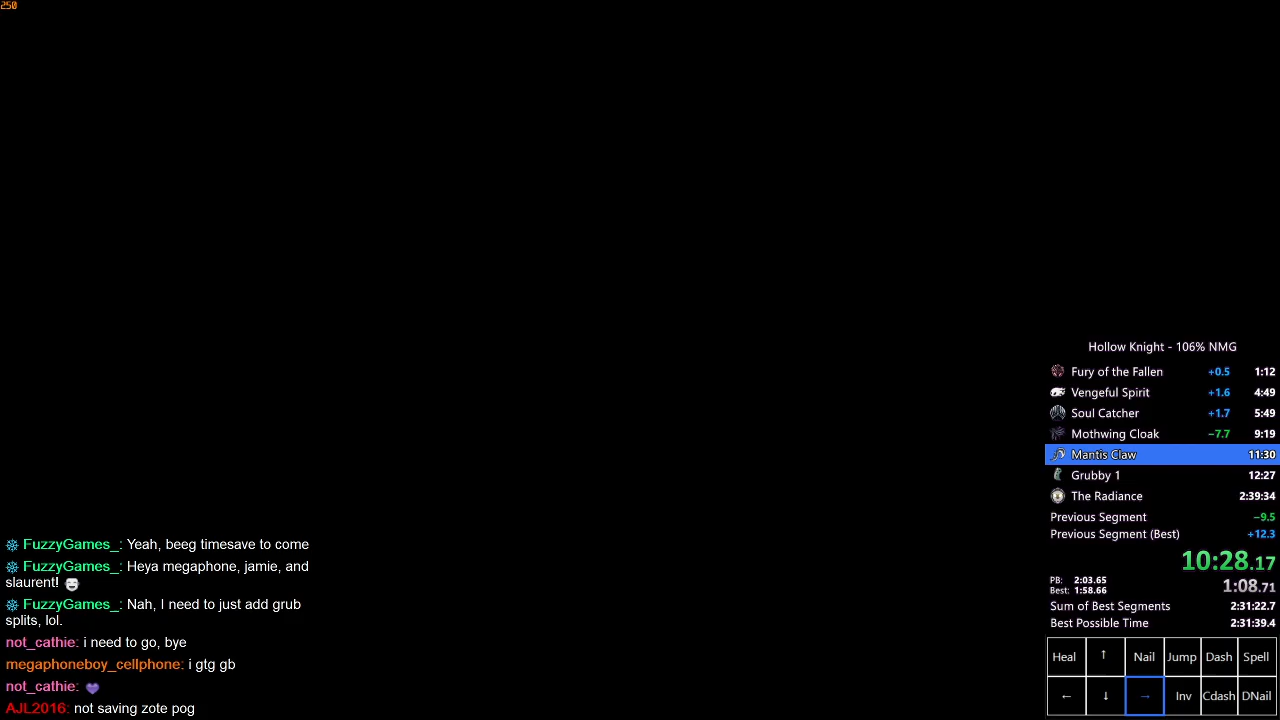 250
Hollow Knight - 106% NMG
Fury of the Fallen +0.5 1:12
Vengeful Spirit +1.6 4:49
Soul Catcher +1.7 5:49
Mothwing Cloak −7.7 9:19
Mantis Claw 11:30
Grubby 1 12:27
The Radiance 2:39:34
Previous Segment −9.5
Previous Segment (Best) +12.3
10:28.17
PB: 2:03.65
Best: 1:58.66
1:08.71
Sum of Best Segments 2:31:22.7
Best Possible Time 2:31:39.4
Heal ↑ Nail Jump Dash Spell
← ↓ → Inv Cdash DNail
FuzzyGames_: Yeah, beeg timesave to come
FuzzyGames_: Heya megaphone, jamie, and
slaurent!
FuzzyGames_: Nah, I need to just add grub
splits, lol.
not_cathie: i need to go, bye
megaphoneboy_cellphone: i gtg gb
not_cathie:
AJL2016: not saving zote pog